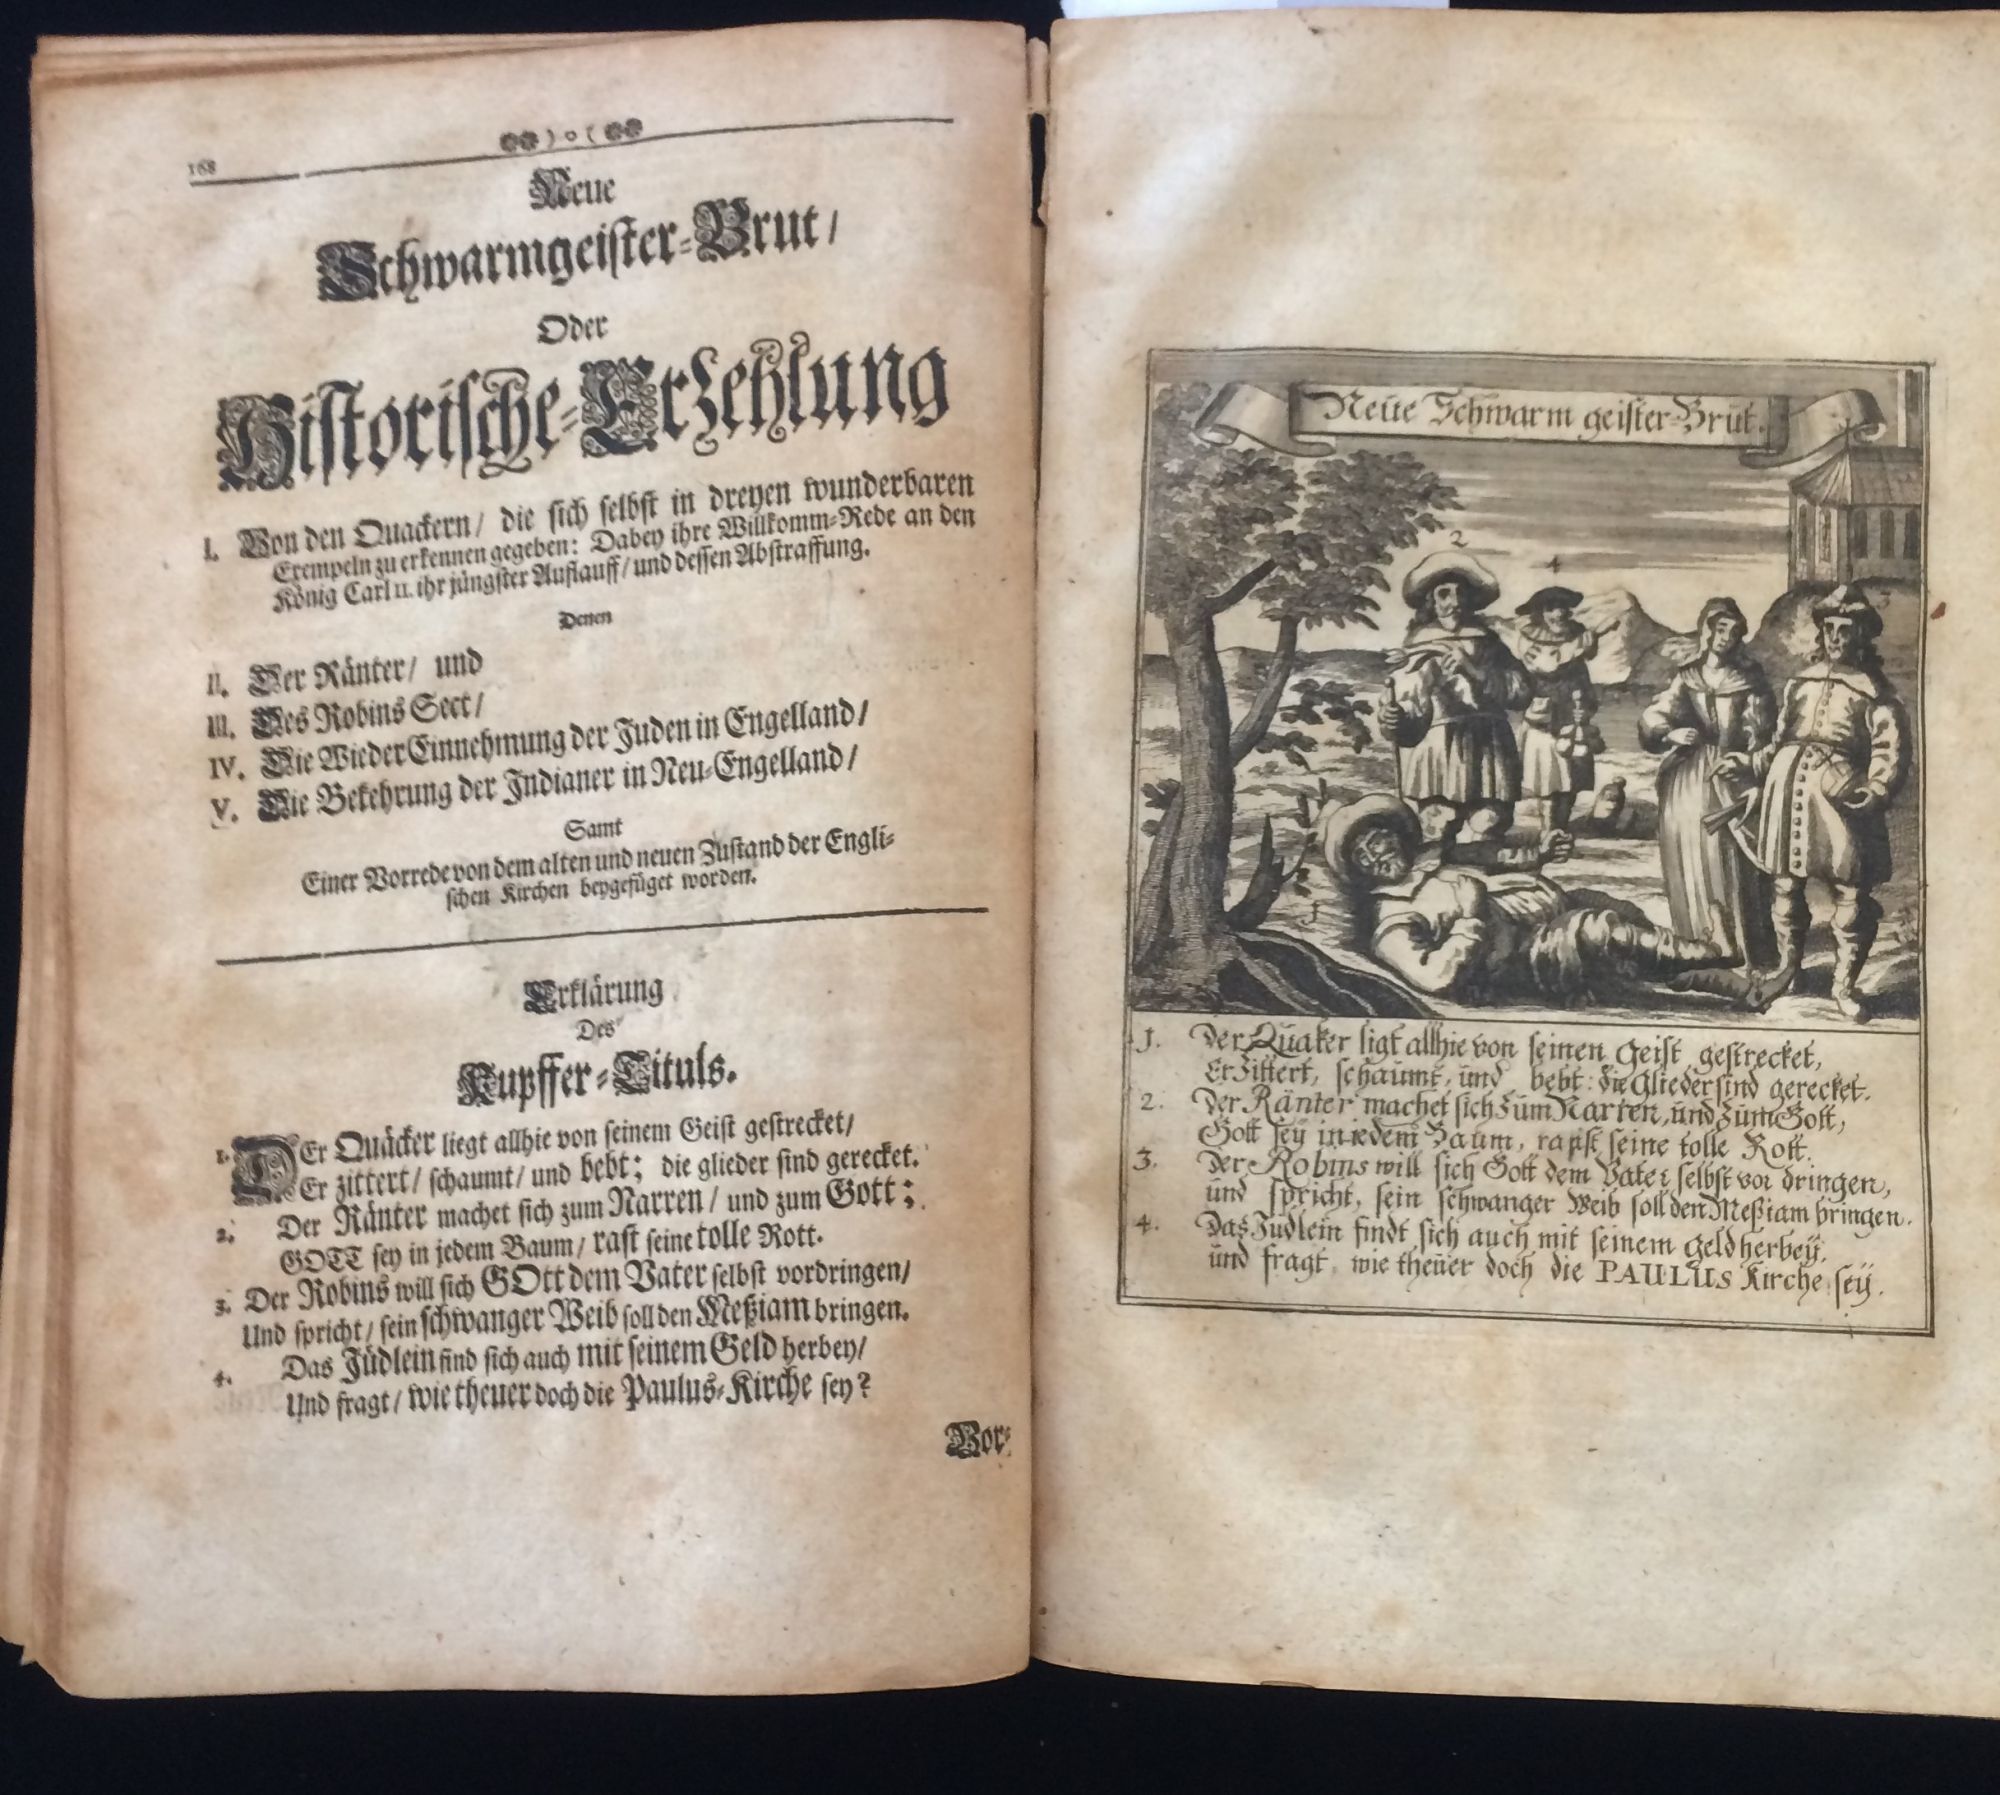 168
Neue
Schwarmgeister-Brut/
Oder
Historische-Erzehlung
I. Von den Quackern/ die sich selbst in dreyen wunderbaren
Exempeln zu erkennen gegeben: Dabey ihre Willkomm-Rede an den
König Carl II. ihr jüngster Auflauff/ und dessen Abstraffung.
Denen
II. Der Ränter/ und
III. Des Robins Sect/
IV. Die Wieder Einnehmung der Juden in Engelland/
V. Die Bekehrung der Indianer in Neu-Engelland/
Samt
Einer Vorrede von dem alten und neuen Zustand der Engli-
schen Kirchen beygefüget worden.
Erklärung
Des
Kupffer-Tituls.
1. DEr Quäcker liegt allhie von seinem Geist gestrecket/
Er zittert/ schaumt/ und bebt; die glieder sind gerecket.
2. Der Ränter machet sich zum Narren/ und zum Gott;
GOTT sey in jedem Baum/ rast seine tolle Rott.
3. Der Robins will sich GOtt dem Vater selbst vordringen/
Und spricht/ sein schwanger Weib soll den Meßiam bringen.
4. Das Jüdlein find sich auch mit seinem Geld herbey/
Und fragt/ wie theuer doch die Paulus-Kirche sey?
Vor-
Neue Schwarm geister-Brut.
2
4
3
1
1. Der Quaker ligt allhie von seinen Geist gestrecket,
Er Zittert, schaumt, und bebt: die Glieder sind gerecket.
2. Der Ränter machet sich Zum Narren, und Zum Gott,
Gott sey in iedem Baum, rast seine tolle Rott.
3. Der Robins will sich Gott dem Vater selbst vor dringen,
und spricht, sein schwanger Weib soll den Meßiam bringen.
4. Das Judlein findt sich auch mit seinem geld herbey,
und fragt, wie theuer doch die PAULUS Kirche sey.